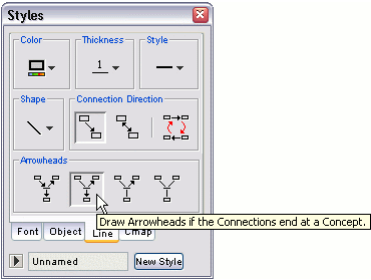 Styles
Color
Thickness
Style
1
Shape
Connection Direction
Arrowheads
Draw Arrowheads if the Connections end at a Concept.
Font
Object
Line
Cmap
Unnamed
New Style